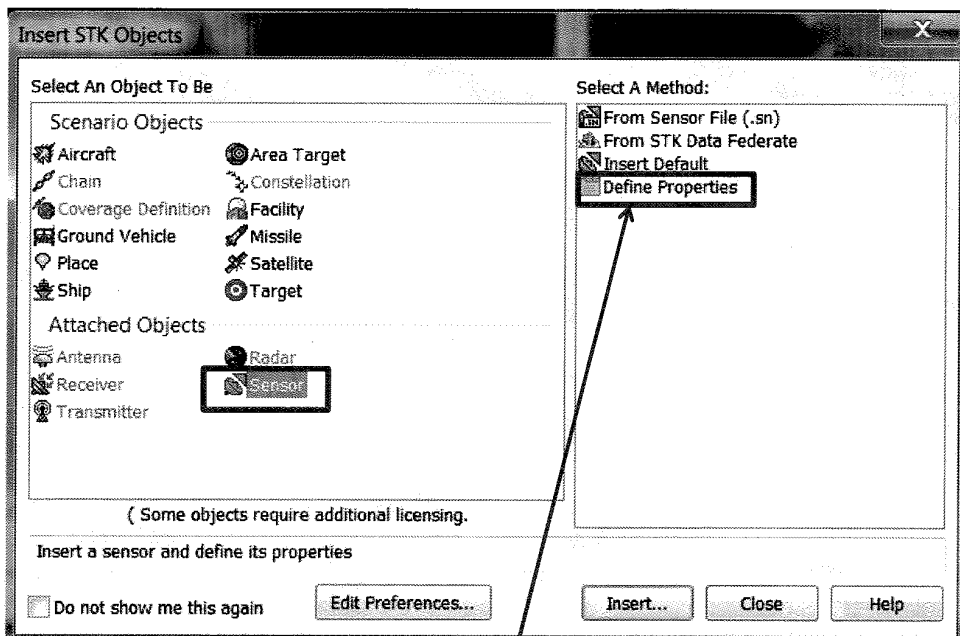 Insert STK Objects
X
Select An Object To Be
Scenario Objects
Aircraft
Area Target
Chain
Constellation
Coverage Definition
Facility
Ground Vehicle
Missile
Place
Satellite
Ship
Target
Attached Objects
Antenna
Radar
Receiver
Sensor
Transmitter
( Some objects require additional licensing.
Select A Method:
From Sensor File (.sn)
From STK Data Federate
Insert Default
Define Properties
Insert a sensor and define its properties
Do not show me this again
Edit Preferences...
Insert...
Close
Help